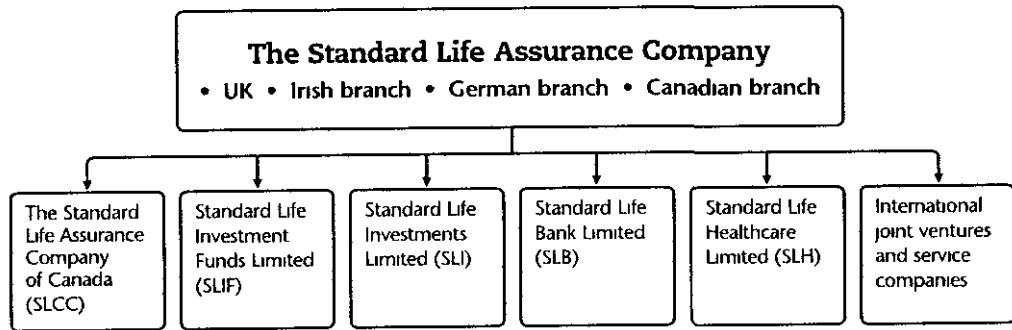 The Standard Life Assurance Company
• UK • Irish branch • German branch • Canadian branch
The Standard
Life Assurance
Company
of Canada
(SLCC)
Standard Life
Investment
Funds Limited
(SLIF)
Standard Life
Investments
Limited (SLI)
Standard Life
Bank Limited
(SLB)
Standard Life
Healthcare
Limited (SLH)
International
joint ventures
and service
companies